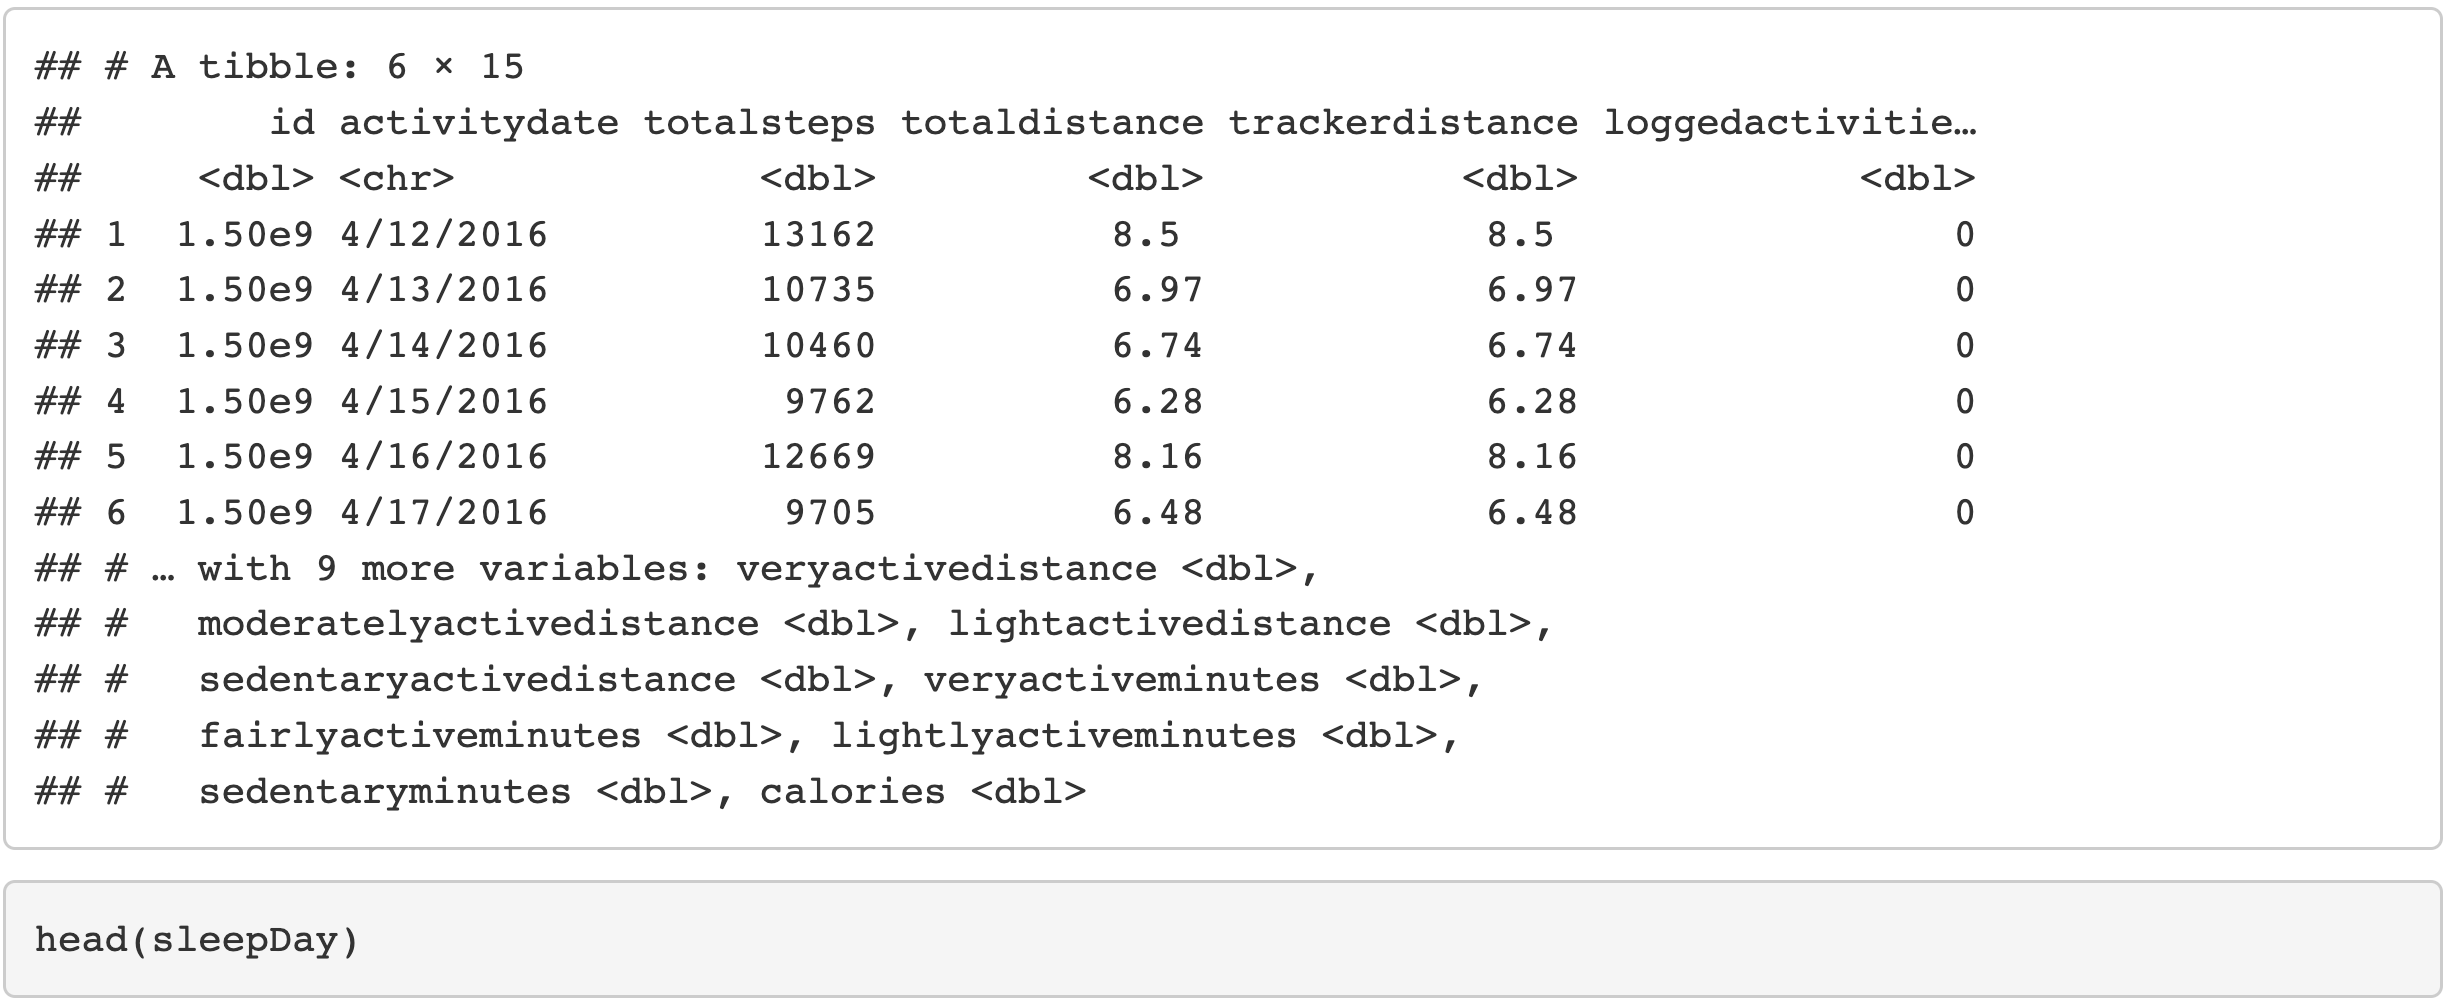 ## # A tibble: 6 × 15
##        id activitydate totalsteps totaldistance trackerdistance loggedactivitie…
##     <dbl> <chr>             <dbl>         <dbl>           <dbl>            <dbl>
## 1  1.50e9 4/12/2016         13162          8.5             8.5                 0
## 2  1.50e9 4/13/2016         10735          6.97            6.97                0
## 3  1.50e9 4/14/2016         10460          6.74            6.74                0
## 4  1.50e9 4/15/2016          9762          6.28            6.28                0
## 5  1.50e9 4/16/2016         12669          8.16            8.16                0
## 6  1.50e9 4/17/2016          9705          6.48            6.48                0
## # … with 9 more variables: veryactivedistance <dbl>,
## #   moderatelyactivedistance <dbl>, lightactivedistance <dbl>,
## #   sedentaryactivedistance <dbl>, veryactiveminutes <dbl>,
## #   fairlyactiveminutes <dbl>, lightlyactiveminutes <dbl>,
## #   sedentaryminutes <dbl>, calories <dbl>
head(sleepDay)